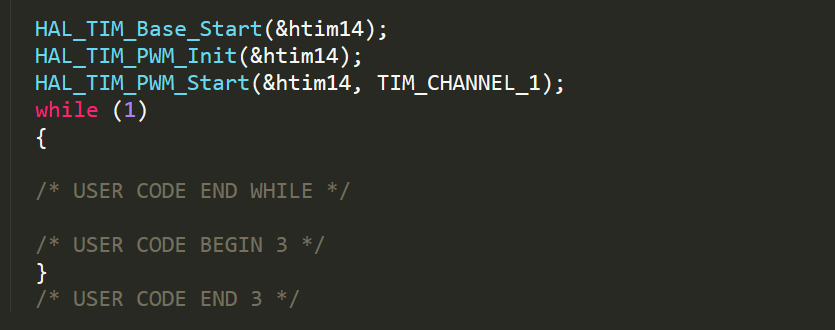 HAL_TIM_Base_Start(&htim14);
HAL_TIM_PWM_Init(&htim14);
HAL_TIM_PWM_Start(&htim14, TIM_CHANNEL_1);
while (1)
{
/* USER CODE END WHILE */
/* USER CODE BEGIN 3 */
}
/* USER CODE END 3 */